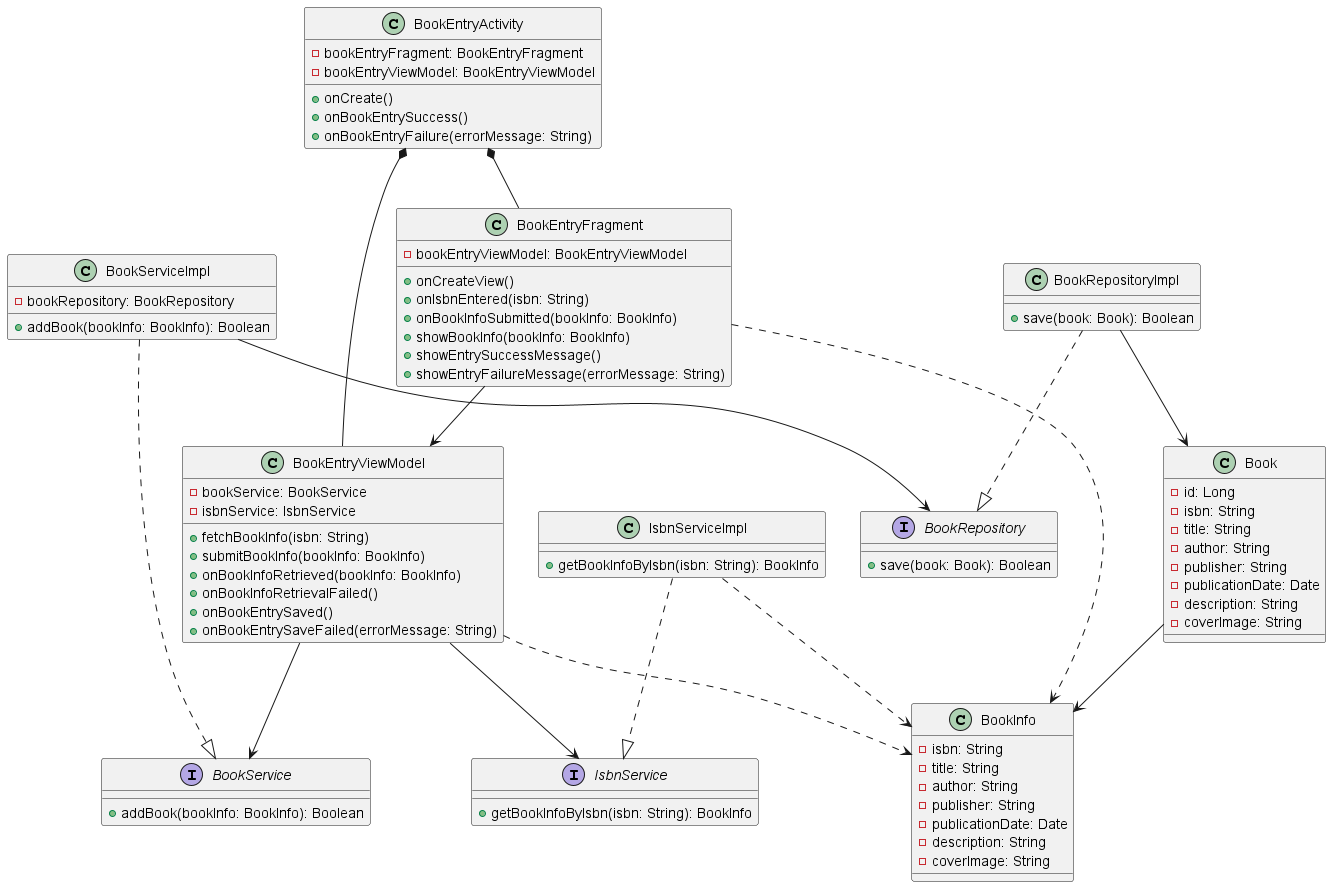 C BookEntryActivity
bookEntryFragment: BookEntryFragment
bookEntryViewModel: BookEntryViewModel
onCreate()
onBookEntrySuccess()
onBookEntryFailure(errorMessage: String)
C BookEntryFragment
bookEntryViewModel: BookEntryViewModel
onCreateView()
onIsbnEntered(isbn: String)
onBookInfoSubmitted(bookInfo: BookInfo)
showBookInfo(bookInfo: BookInfo)
showEntrySuccessMessage()
showEntryFailureMessage(errorMessage: String)
C BookServiceImpl
bookRepository: BookRepository
addBook(bookInfo: BookInfo): Boolean
C BookRepositoryImpl
save(book: Book): Boolean
C BookEntryViewModel
bookService: BookService
isbnService: IsbnService
fetchBookInfo(isbn: String)
submitBookInfo(bookInfo: BookInfo)
onBookInfoRetrieved(bookInfo: BookInfo)
onBookInfoRetrievalFailed()
onBookEntrySaved()
onBookEntrySaveFailed(errorMessage: String)
C IsbnServiceImpl
getBookInfoByIsbn(isbn: String): BookInfo
I BookRepository
save(book: Book): Boolean
C Book
id: Long
isbn: String
title: String
author: String
publisher: String
publicationDate: Date
description: String
coverImage: String
I BookService
addBook(bookInfo: BookInfo): Boolean
I IsbnService
getBookInfoByIsbn(isbn: String): BookInfo
C BookInfo
isbn: String
title: String
author: String
publisher: String
publicationDate: Date
description: String
coverImage: String